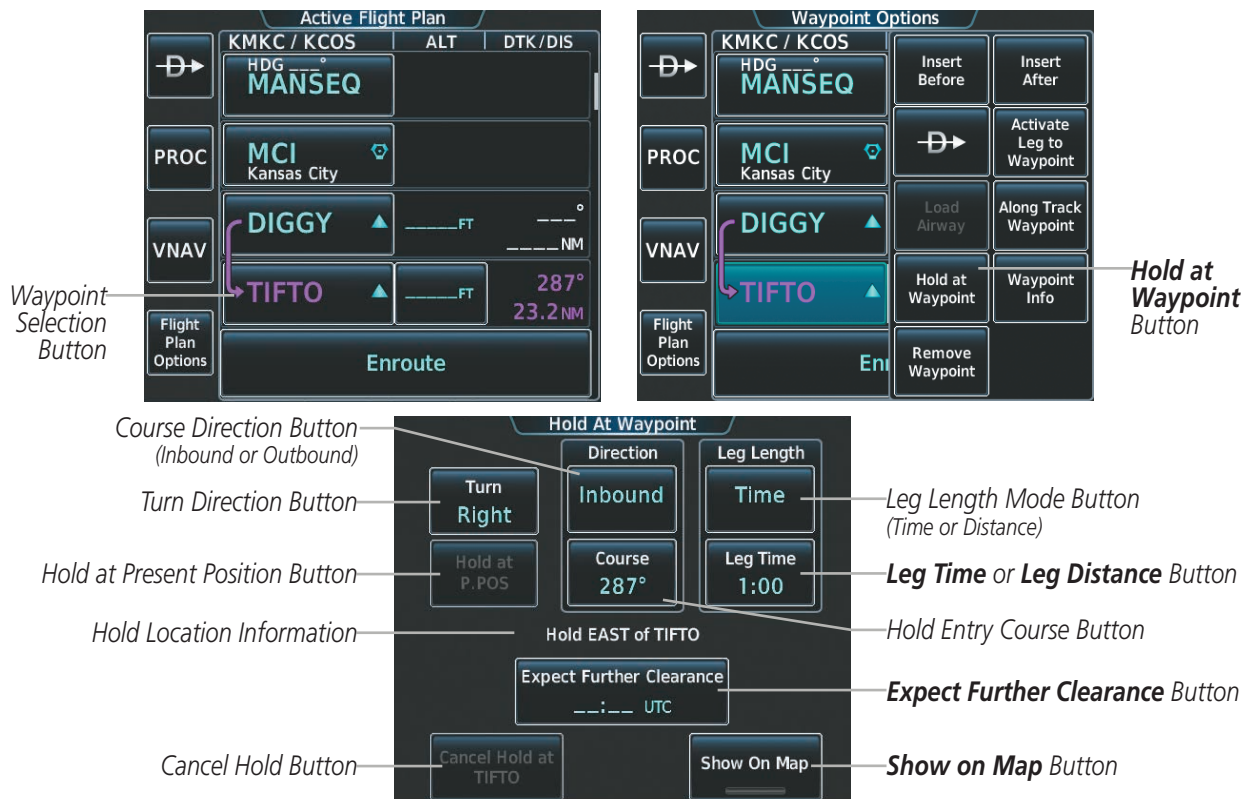 Active Flight Plan
KMKC / KCOS ALT DTK/DIS
HDG ___°
MANSEQ
PROC
MCI
Kansas City
VNAV
DIGGY _____FT ___°
____NM
TIFTO _____FT 287°
23.2NM
Flight
Plan
Options
Enroute
Waypoint
Selection
Button
Waypoint Options
KMKC / KCOS
HDG ___°
MANSEQ
PROC
MCI
Kansas City
VNAV
DIGGY
TIFTO
Flight
Plan
Options
Enr
Insert
Before
Insert
After
D
Activate
Leg to
Waypoint
Load
Airway
Along Track
Waypoint
Hold at
Waypoint
Waypoint
Info
Remove
Waypoint
Hold at
Waypoint
Button
Hold At Waypoint
Course Direction Button
(Inbound or Outbound)
Turn Direction Button
Hold at Present Position Button
Hold Location Information
Cancel Hold Button
Turn
Right
Hold at
P.POS
Direction
Inbound
Course
287°
Leg Length
Time
Leg Time
1:00
Hold EAST of TIFTO
Expect Further Clearance
__:__ UTC
Cancel Hold at
TIFTO
Show On Map
Leg Length Mode Button
(Time or Distance)
Leg Time or Leg Distance Button
Hold Entry Course Button
Expect Further Clearance Button
Show on Map Button